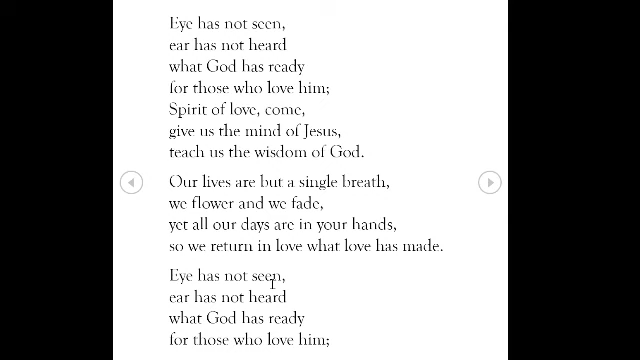 Eye has not seen,
ear has not heard
what God has ready
for those who love him;
Spirit of love, come,
give us the mind of Jesus,
teach us the wisdom of God.
Our lives are but a single breath,
we flower and we fade,
yet all our days are in your hands,
so we return in love what love has made.
Eye has not seen,
ear has not heard
what God has ready
for those who love him;